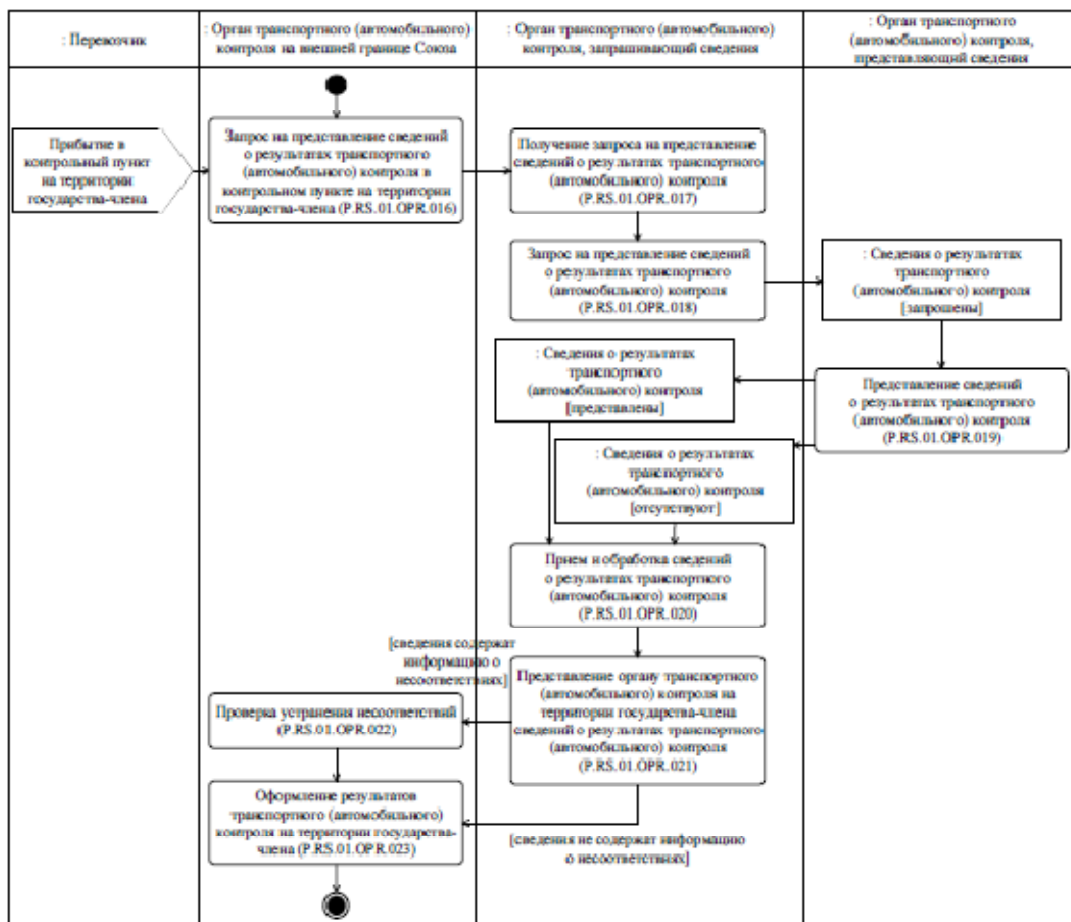 : Перевозчик
: Орган транспортного (автомобильного)
контроля на внешней границе Союза
: Орган транспортного (автомобильного)
контроля, запрашивающий сведения
: Орган транспортного
(автомобильного) контроля,
представляющий сведения
Прибытие в
контрольный пункт
на территории
государства-члена
Запрос на представление сведений
о результатах транспортного
(автомобильного) контроля в
контрольном пункте на территории
государства-члена (P.RS.01.OPR.016)
Получение запроса на представление
сведений о результатах транспортного
(автомобильного) контроля
(P.RS.01.OPR.017)
Запрос на представление сведений
о результатах транспортного
(автомобильного) контроля
(P.RS.01.OPR.018)
: Сведения о результатах
транспортного
(автомобильного) контроля
[запрошены]
: Сведения о результатах
транспортного
(автомобильного) контроля
[представлены]
Представление сведений
о результатах транспортного
(автомобильного) контроля
(P.RS.01.OPR.019)
: Сведения о результатах
транспортного
(автомобильного) контроля
[отсутствуют]
Прием и обработка сведений
о результатах транспортного
(автомобильного) контроля
(P.RS.01.OPR.020)
[сведения содержат
информацию о
несоответствиях]
Представление органу транспортного
(автомобильного) контроля на
территории государства-члена
сведений о результатах транспортного
(автомобильного) контроля
(P.RS.01.OPR.021)
Проверка устранения несоответствий
(P.RS.01.OPR.022)
Оформление результатов
транспортного (автомобильного)
контроля на территории государства-
члена (P.RS.01.OPR.023)
[сведения не содержат информацию
о несоответствиях]